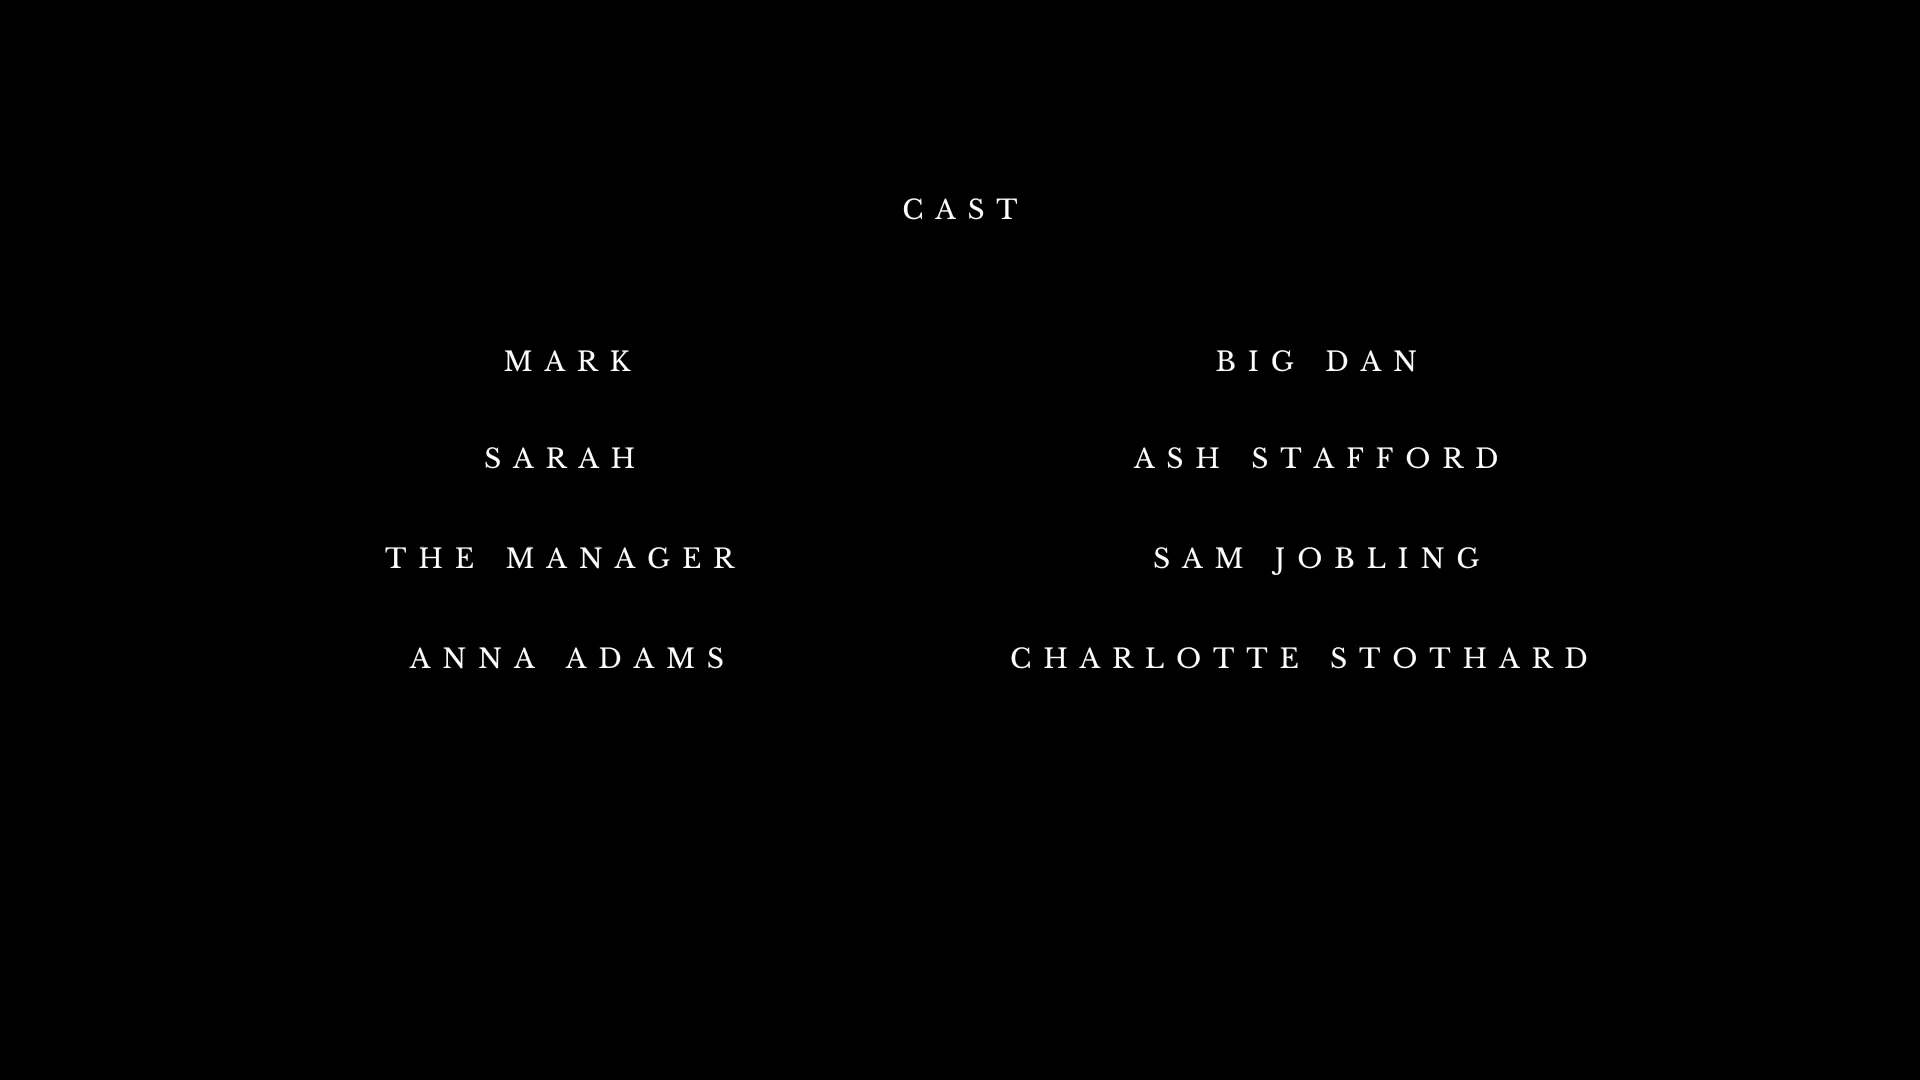 CAST
MARK BIG DAN
SARAH ASH STAFFORD
THE MANAGER SAM JOBLING
ANNA ADAMS CHARLOTTE STOTHARD